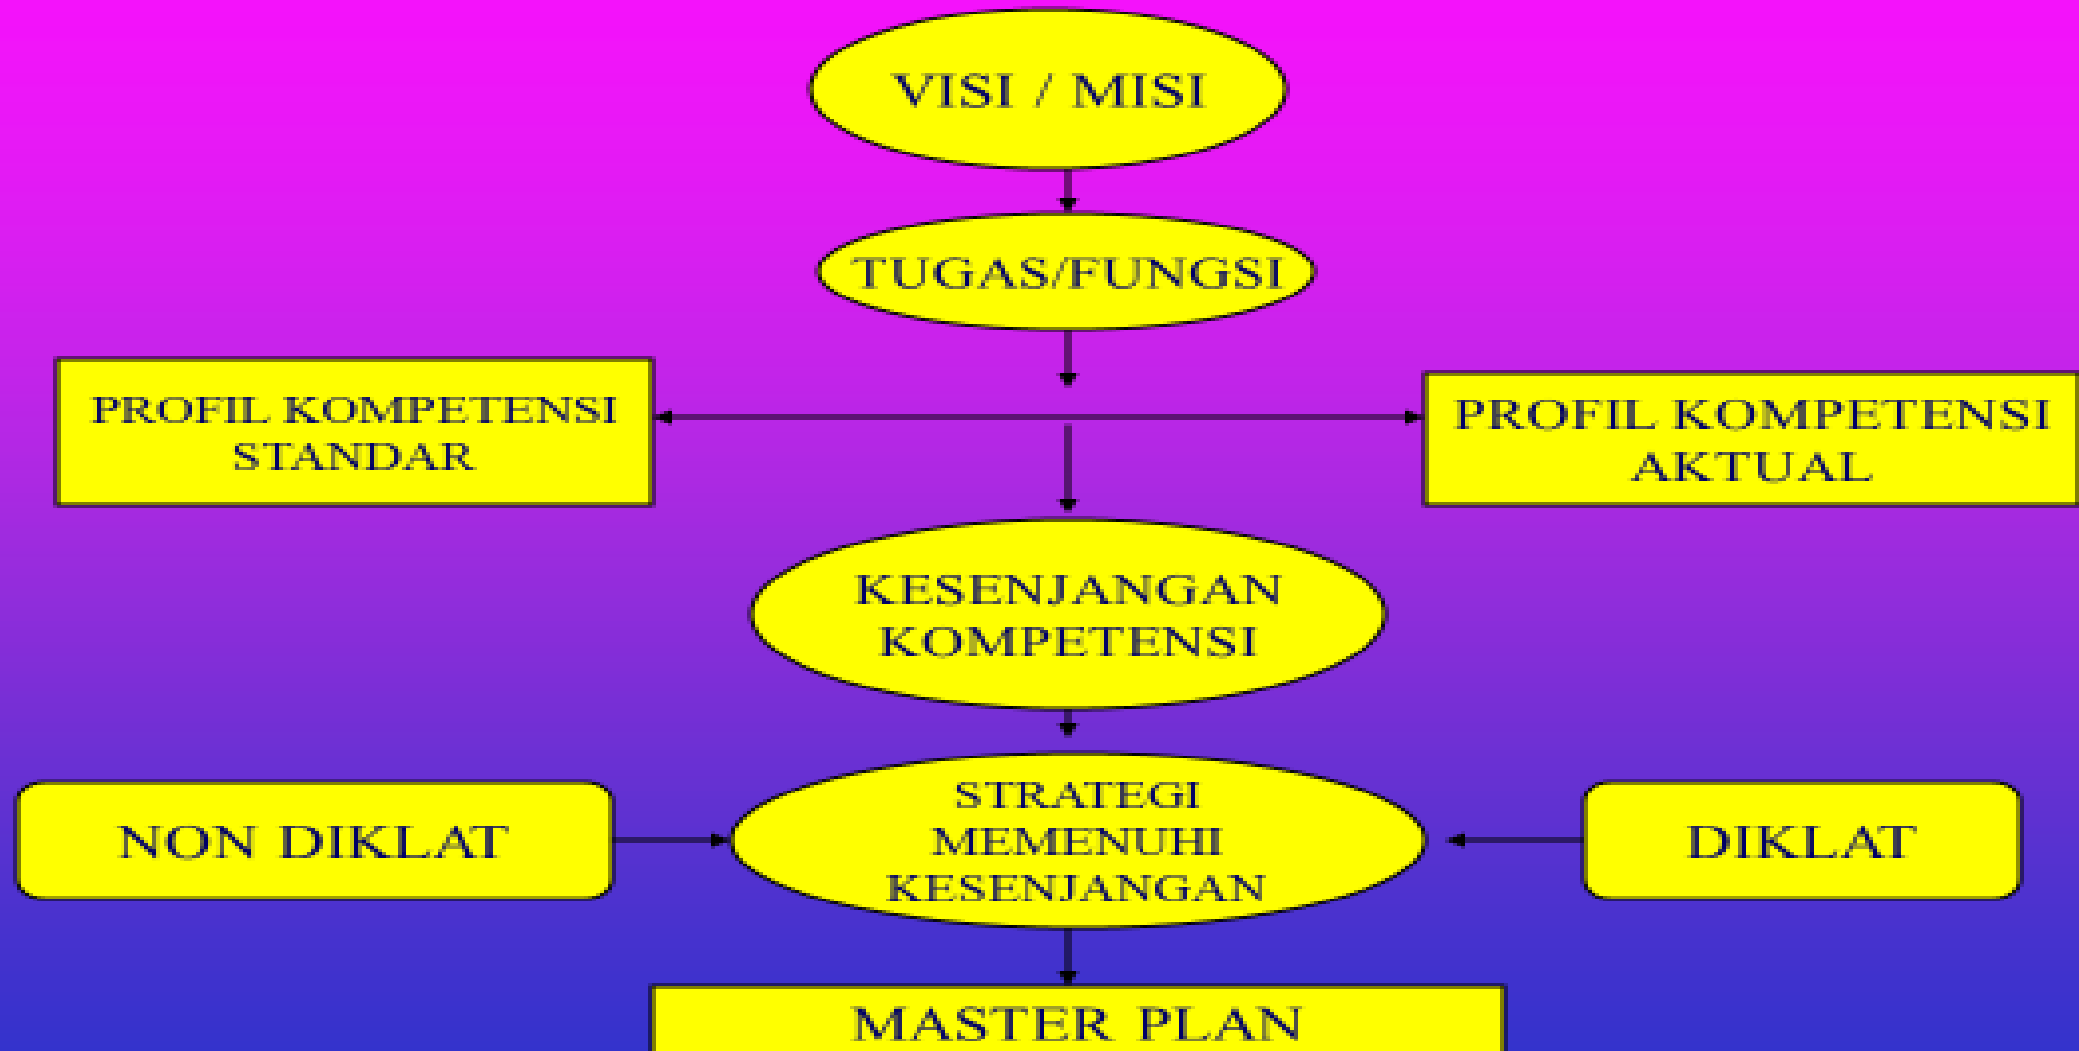 VISI / MISI
TUGAS/FUNGSI
PROFIL KOMPETENSI
STANDAR
PROFIL KOMPETENSI
AKTUAL
KESENJANGAN
KOMPETENSI
NON DIKLAT
STRATEGI
MEMENUHI
KESENJANGAN
DIKLAT
MASTER PLAN